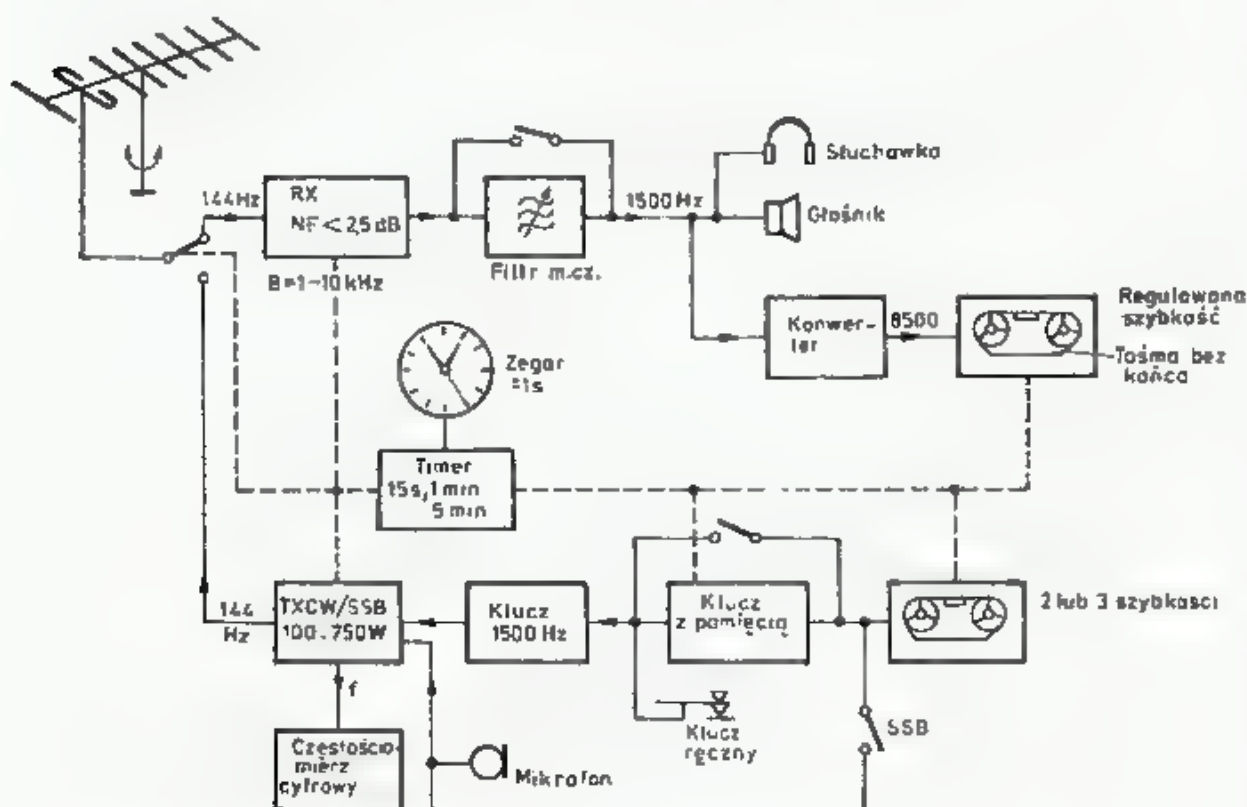 144Hz
RX
NF < 2,5 dB
B=1-10kHz
Filtr m.cz.
1500 Hz
Słuchawka
Głośnik
Konwer-
ter
8500
Regulowana
szybkość
Taśma bez
końca
Zegar
±1s
Timer
15s, 1 min
5 min
144
Hz
TXCW/SSB
100-750W
Klucz
1500 Hz
Klucz
z pamięcią
2 lub 3 szybkości
f
Klucz
ręczny
SSB
Częstościo-
mierz
cyfrowy
Mikrofon